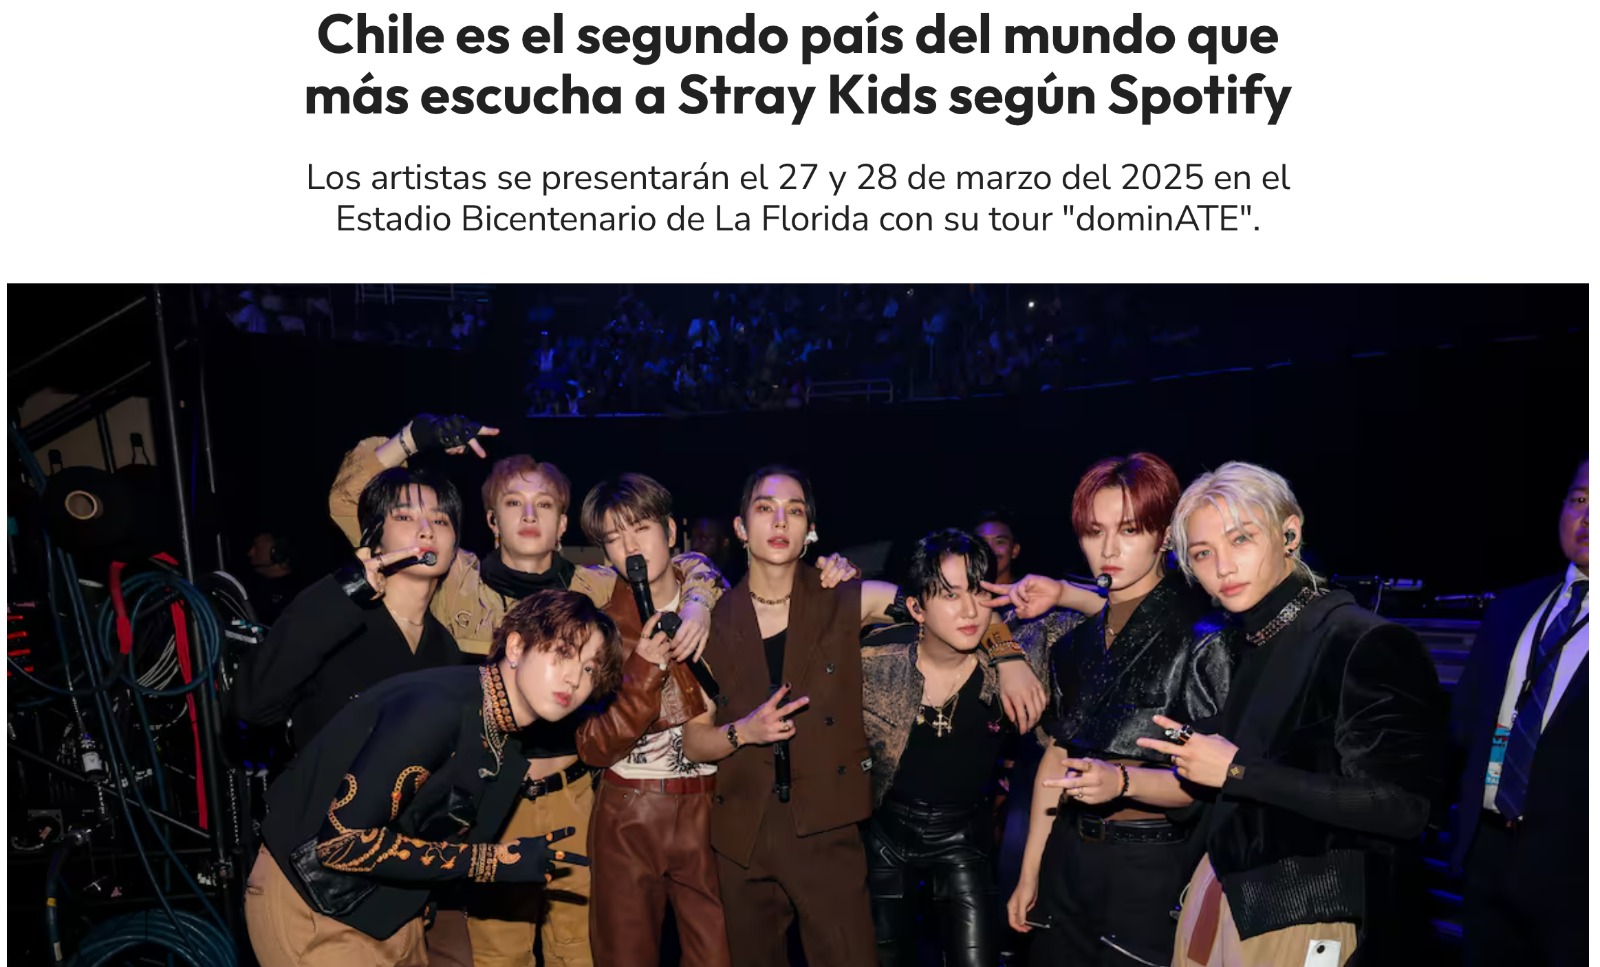 Chile es el segundo país del mundo que
más escucha a Stray Kids según Spotify
Los artistas se presentarán el 27 y 28 de marzo del 2025 en el
Estadio Bicentenario de La Florida con su tour "dominATE".